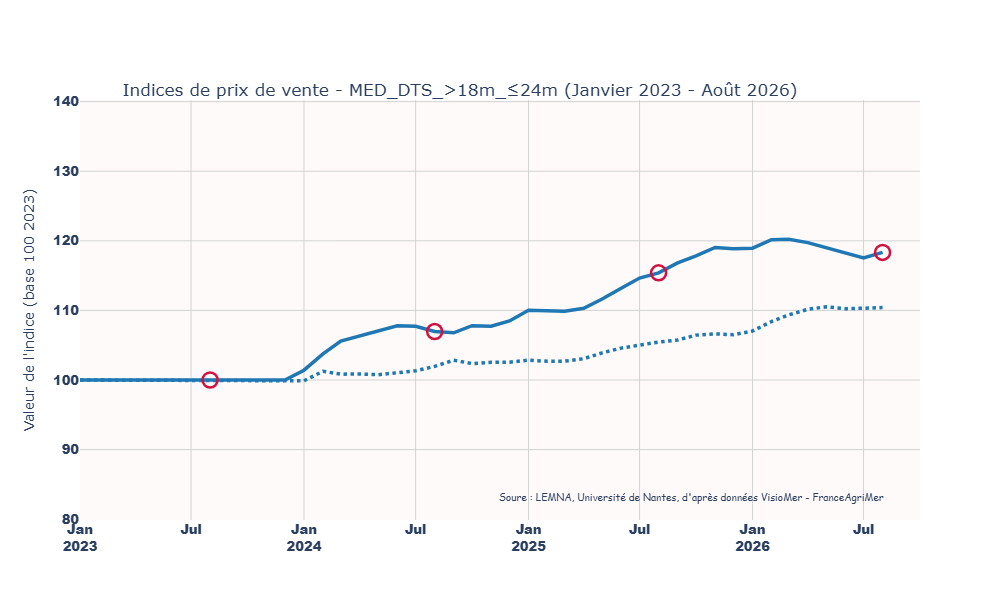 Indices de prix de vente - MED_DTS_>18m_≤24m (Janvier 2023 - Août 2026)
Valeur de l'indice (base 100 2023)
140
130
120
110
100
90
80
Soure : LEMNA, Université de Nantes, d'après données VisioMer - FranceAgriMer
Jan Jul Jan Jul Jan Jul Jan Jul
2023 2024 2025 2026